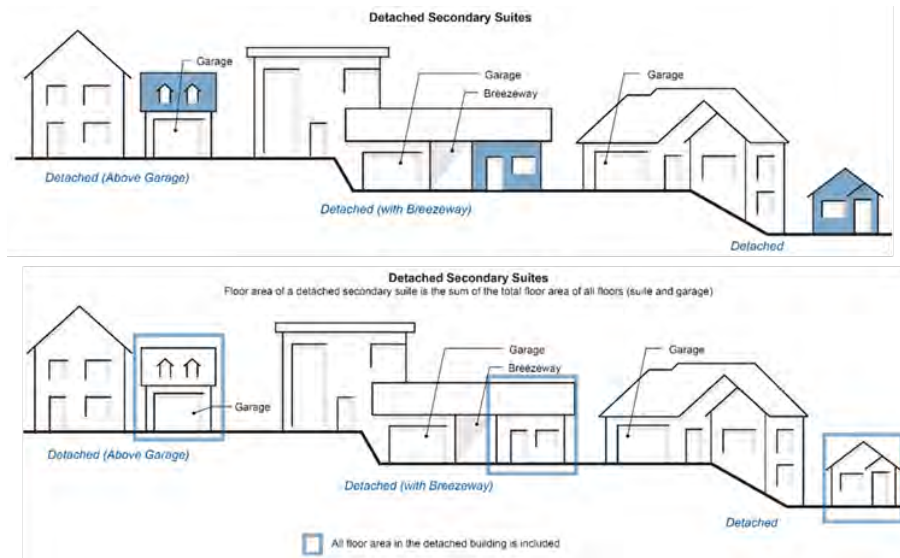 Detached Secondary Suites
Garage
Garage
Breezeway
Garage
Detached (Above Garage)
Detached (with Breezeway)
Detached
Detached Secondary Suites
Floor area of a detached secondary suite is the sum of the total floor area of all floors (suite and garage)
Garage
Garage
Breezeway
Garage
Detached (Above Garage)
Detached (with Breezeway)
Detached
All floor area in the detached building is included